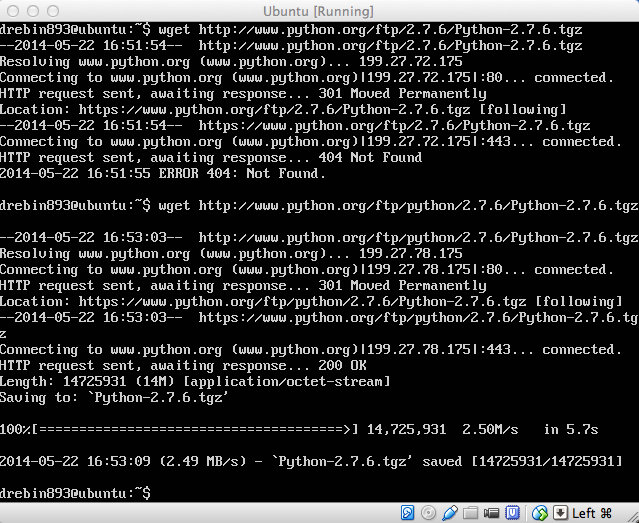 Ubuntu [Running]
drebin893@ubuntu:~$ wget http://www.python.org/ftp/2.7.6/Python-2.7.6.tgz
--2014-05-22 16:51:54--  http://www.python.org/ftp/2.7.6/Python-2.7.6.tgz
Resolving www.python.org (www.python.org)... 199.27.72.175
Connecting to www.python.org (www.python.org)|199.27.72.175|:80... connected.
HTTP request sent, awaiting response... 301 Moved Permanently
Location: https://www.python.org/ftp/2.7.6/Python-2.7.6.tgz [following]
--2014-05-22 16:51:54--  https://www.python.org/ftp/2.7.6/Python-2.7.6.tgz
Connecting to www.python.org (www.python.org)|199.27.72.175|:443... connected.
HTTP request sent, awaiting response... 404 Not Found
2014-05-22 16:51:55 ERROR 404: Not Found.
drebin893@ubuntu:~$ wget http://www.python.org/ftp/python/2.7.6/Python-2.7.6.tgz
--2014-05-22 16:53:03--  http://www.python.org/ftp/python/2.7.6/Python-2.7.6.tgz
Resolving www.python.org (www.python.org)... 199.27.78.175
Connecting to www.python.org (www.python.org)|199.27.78.175|:80... connected.
HTTP request sent, awaiting response... 301 Moved Permanently
Location: https://www.python.org/ftp/python/2.7.6/Python-2.7.6.tgz [following]
--2014-05-22 16:53:03--  https://www.python.org/ftp/python/2.7.6/Python-2.7.6.tg
z
Connecting to www.python.org (www.python.org)|199.27.78.175|:443... connected.
HTTP request sent, awaiting response... 200 OK
Length: 14725931 (14M) [application/octet-stream]
Saving to: `Python-2.7.6.tgz'
100%[======================================>] 14,725,931  2.50M/s   in 5.7s
2014-05-22 16:53:09 (2.49 MB/s) - `Python-2.7.6.tgz' saved [14725931/14725931]
drebin893@ubuntu:~$
Left ⌘